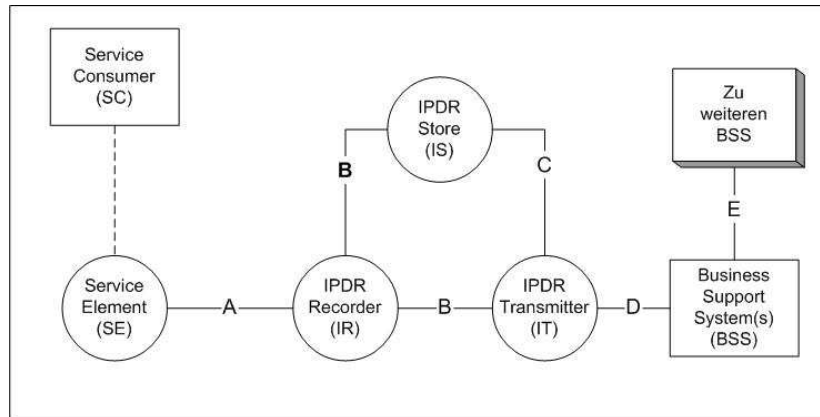 Service
Consumer
(SC)
IPDR
Store
(IS)
Zu
weiteren
BSS
B
C
E
Service
Element
(SE)
A
IPDR
Recorder
(IR)
B
IPDR
Transmitter
(IT)
D
Business
Support
System(s)
(BSS)